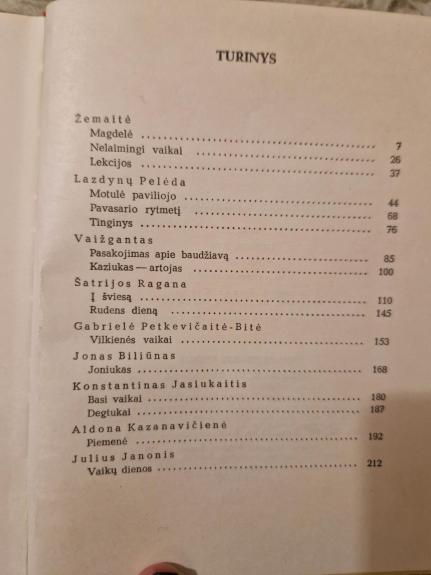 TURINYS
Žemaitė
Magdelė 7
Nelaimingi vaikai 26
Lekcijos 37
Lazdynų Pelėda
Motulė paviliojo 44
Pavasario rytmetį 68
Tinginys 76
Vaižgantas
Pasakojimas apie baudžiavą 85
Kaziukas — artojas 100
Šatrijos Ragana
Į šviesą 110
Rudens dieną 145
Gabrielė Petkevičaitė-Bitė
Vilkienės vaikai 153
Jonas Biliūnas
Joniukas 168
Konstantinas Jasiukaitis
Basi vaikai 180
Degtukai 187
Aldona Kazanavičienė
Piemenė 192
Julius Janonis
Vaikų dienos 212